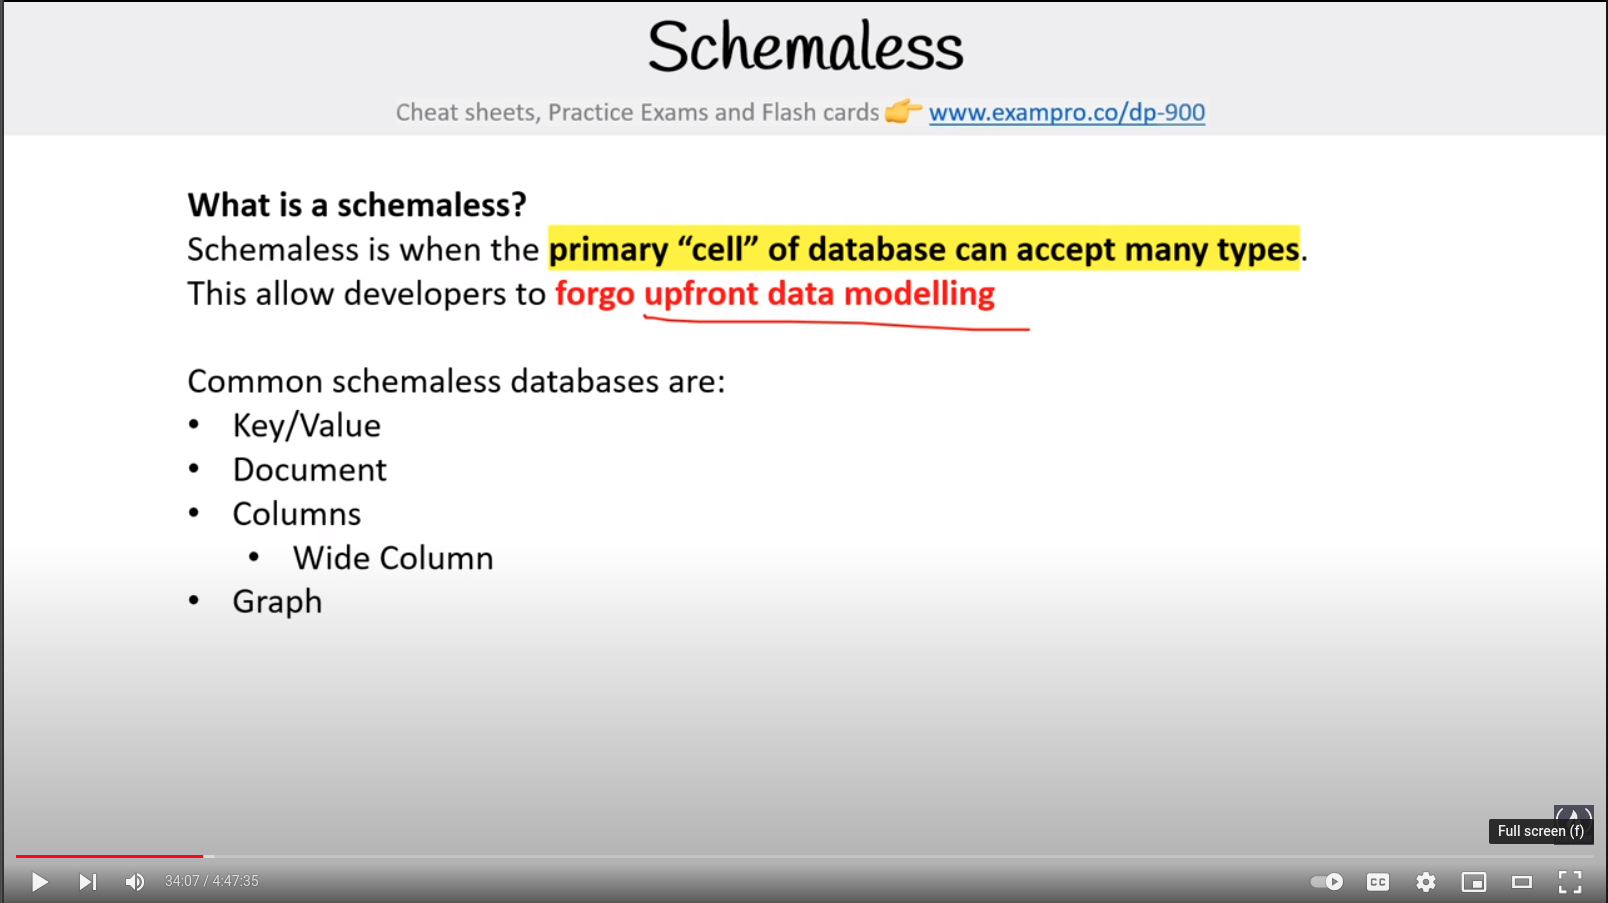 Schemaless
Cheat sheets, Practice Exams and Flash cards 👉 www.exampro.co/dp-900
What is a schemaless?
Schemaless is when the primary “cell” of database can accept many types.
This allow developers to forgo upfront data modelling
Common schemaless databases are:
• Key/Value
• Document
• Columns
• Wide Column
• Graph
Full screen (f)
34:07 / 4:47:35
CC